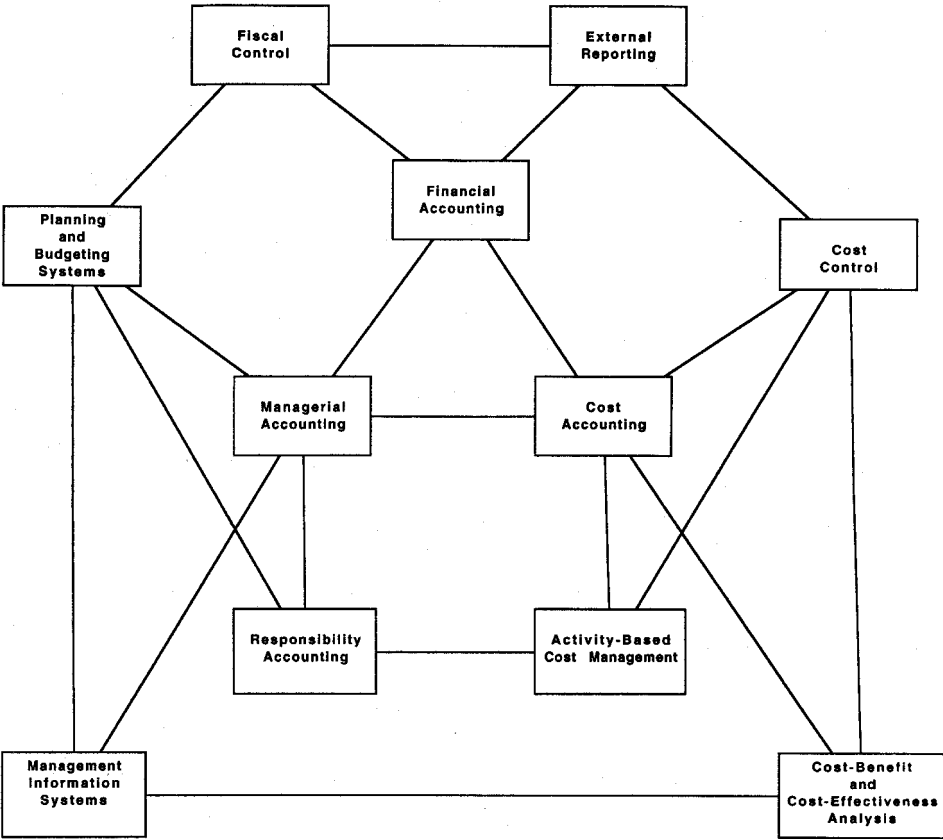 Fiscal
Control
External
Reporting
Financial
Accounting
Planning
and
Budgeting
Systems
Cost
Control
Managerial
Accounting
Cost
Accounting
Responsibility
Accounting
Activity-Based
Cost Management
Management
Information
Systems
Cost-Benefit
and
Cost-Effectiveness
Analysis